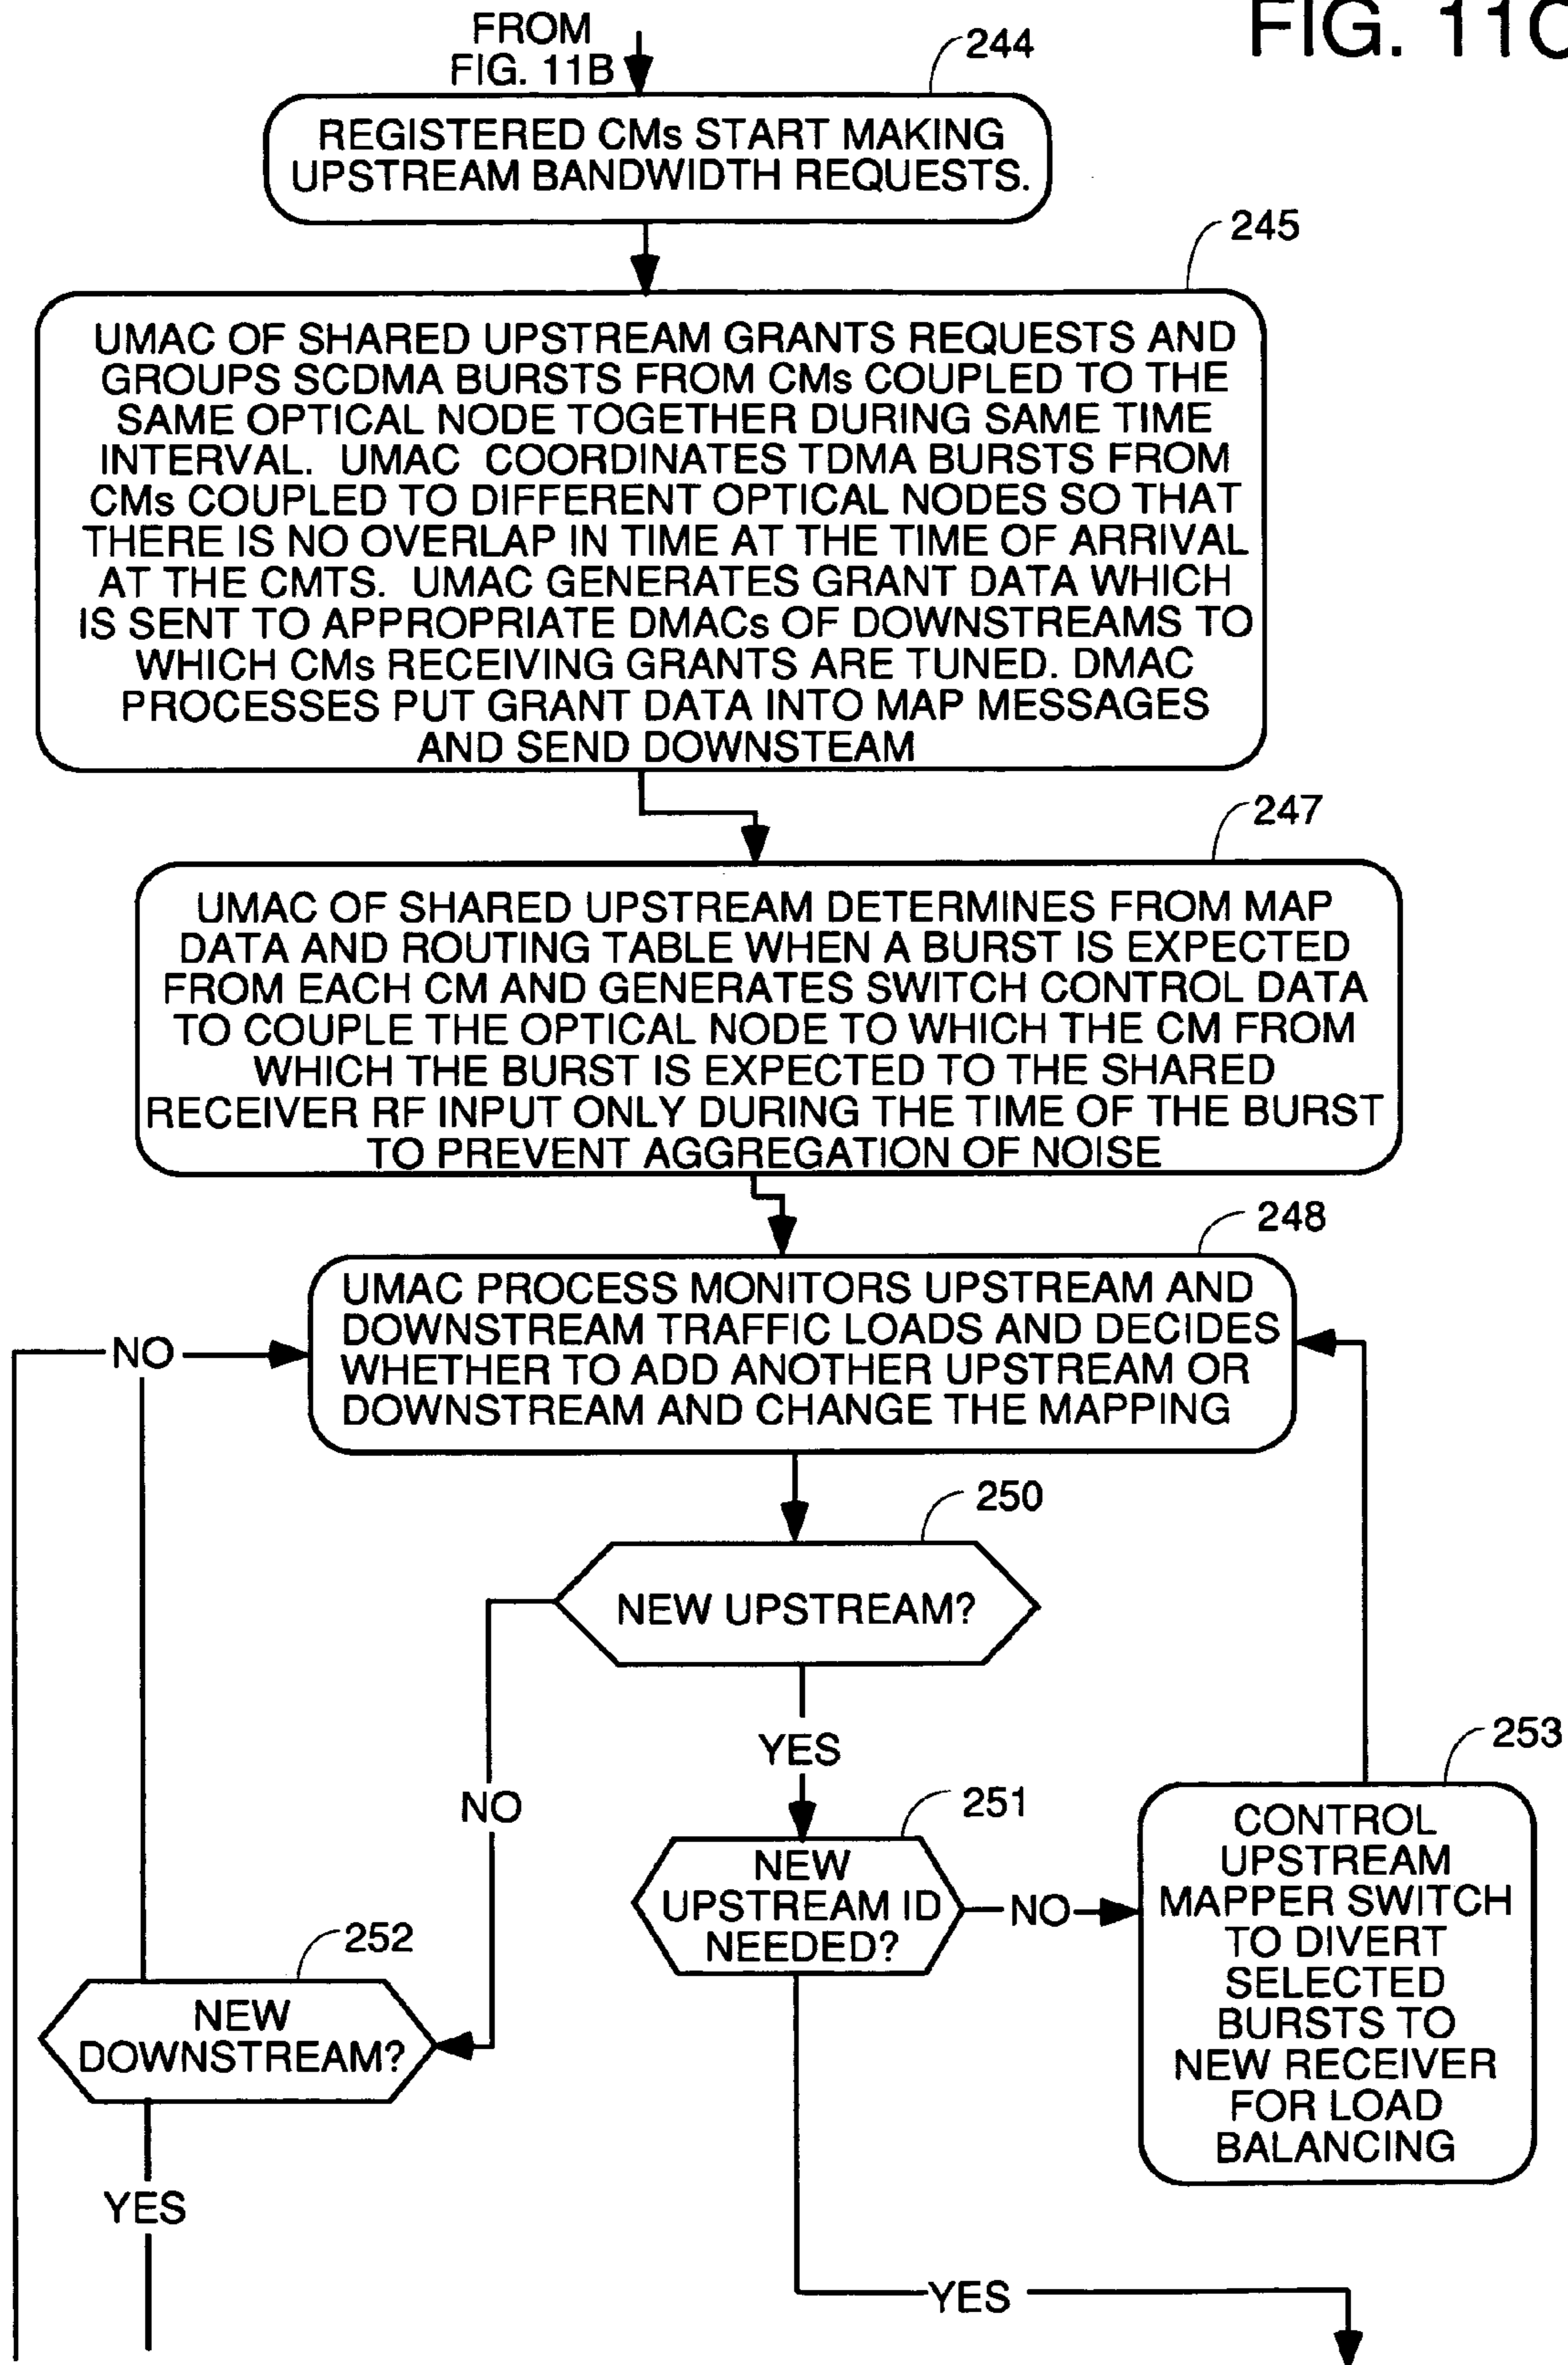 FROM
FIG. 11B
FIG. 11C
244
REGISTERED CMs START MAKING
UPSTREAM BANDWIDTH REQUESTS.
245
UMAC OF SHARED UPSTREAM GRANTS REQUESTS AND
GROUPS SCDMA BURSTS FROM CMs COUPLED TO THE
SAME OPTICAL NODE TOGETHER DURING SAME TIME
INTERVAL. UMAC COORDINATES TDMA BURSTS FROM
CMs COUPLED TO DIFFERENT OPTICAL NODES SO THAT
THERE IS NO OVERLAP IN TIME AT THE TIME OF ARRIVAL
AT THE CMTS. UMAC GENERATES GRANT DATA WHICH
IS SENT TO APPROPRIATE DMACs OF DOWNSTREAMS TO
WHICH CMs RECEIVING GRANTS ARE TUNED. DMAC
PROCESSES PUT GRANT DATA INTO MAP MESSAGES
AND SEND DOWNSTEAM
247
UMAC OF SHARED UPSTREAM DETERMINES FROM MAP
DATA AND ROUTING TABLE WHEN A BURST IS EXPECTED
FROM EACH CM AND GENERATES SWITCH CONTROL DATA
TO COUPLE THE OPTICAL NODE TO WHICH THE CM FROM
WHICH THE BURST IS EXPECTED TO THE SHARED
RECEIVER RF INPUT ONLY DURING THE TIME OF THE BURST
TO PREVENT AGGREGATION OF NOISE
248
UMAC PROCESS MONITORS UPSTREAM AND
DOWNSTREAM TRAFFIC LOADS AND DECIDES
WHETHER TO ADD ANOTHER UPSTREAM OR
DOWNSTREAM AND CHANGE THE MAPPING
NO
250
NEW UPSTREAM?
YES
NO
251
NEW
UPSTREAM ID
NEEDED?
NO
253
CONTROL
UPSTREAM
MAPPER SWITCH
TO DIVERT
SELECTED
BURSTS TO
NEW RECEIVER
FOR LOAD
BALANCING
252
NEW
DOWNSTREAM?
YES
YES